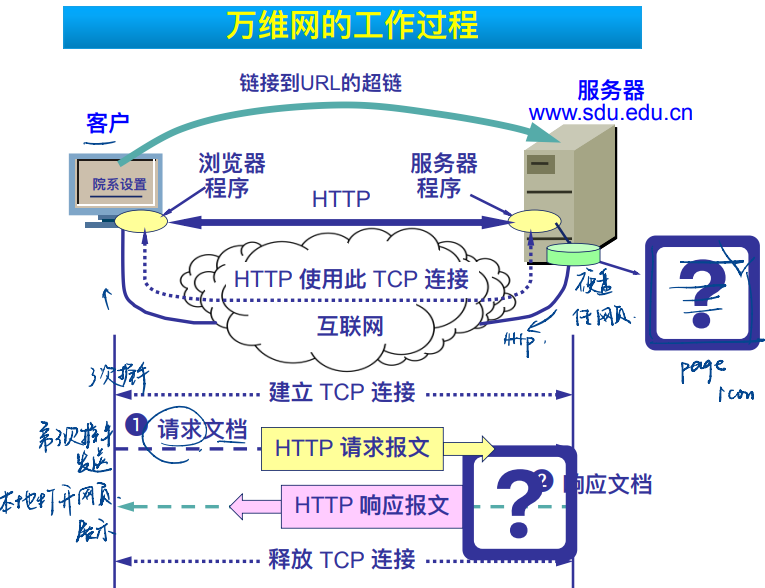 万维网的工作过程
链接到URL的超链
服务器
www.sdu.edu.cn
客户
院系设置
浏览器
程序
服务器
程序
HTTP
HTTP 使用此 TCP 连接
互联网
硬盘
任网页
Http
?
page
icon
3次握手
建立 TCP 连接
❶ 请求文档
第3次握手
发送
HTTP 请求报文
❷ 响应文档
?
本地打开网页
展示
HTTP 响应报文
释放 TCP 连接